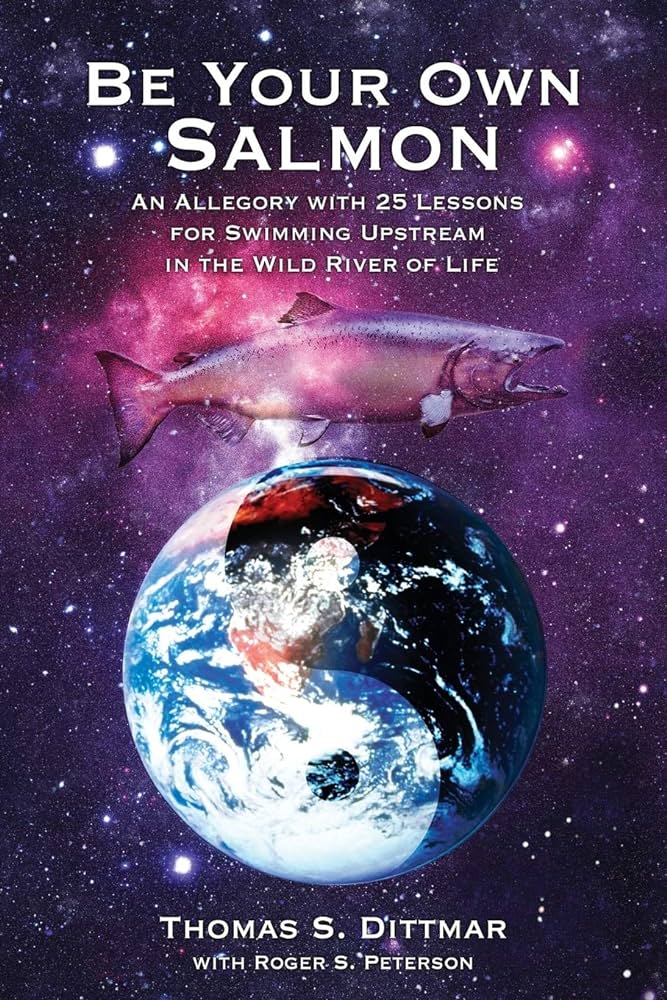 Be Your Own
Salmon
An Allegory with 25 Lessons
for Swimming Upstream
in the Wild River of Life
Thomas S. Dittmar
with Roger S. Peterson